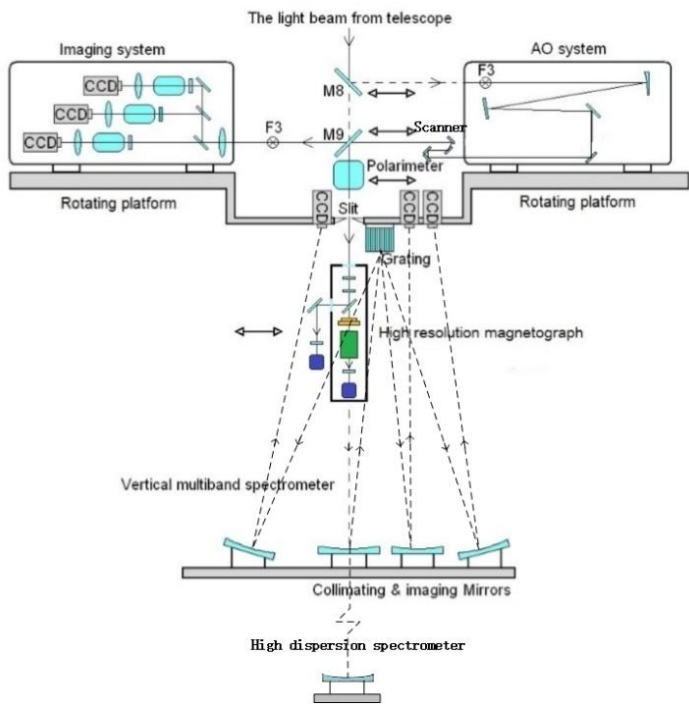 The light beam from telescope
Imaging system
AO system
CCD
F3
M8
CCD
F3
M9
Scanner
CCD
Polarimeter
Rotating platform
CCD
Slit
CCD
CCD
Rotating platform
Grating
High resolution magnetograph
Vertical multiband spectrometer
Collimating & imaging Mirrors
High dispersion spectrometer